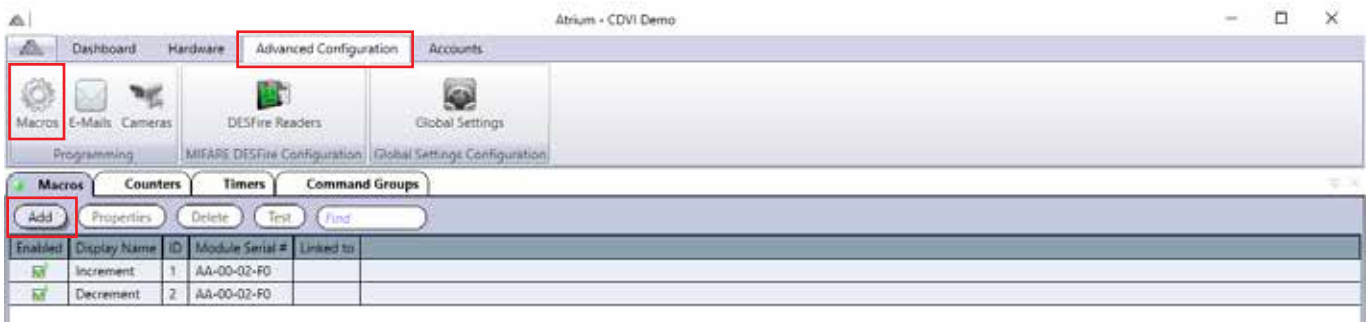 Atrium - CDVI Demo
Dashboard Hardware Advanced Configuration Accounts
Macros E-Mails Cameras DESFire Readers Global Settings
Programming MIFARE DESFire Configuration Global Settings Configuration
Macros Counters Timers Command Groups
Add Properties Delete Test Find
Enabled Display Name ID Module Serial # Linked to
Increment 1 AA-00-02-F0
Decrement 2 AA-00-02-F0